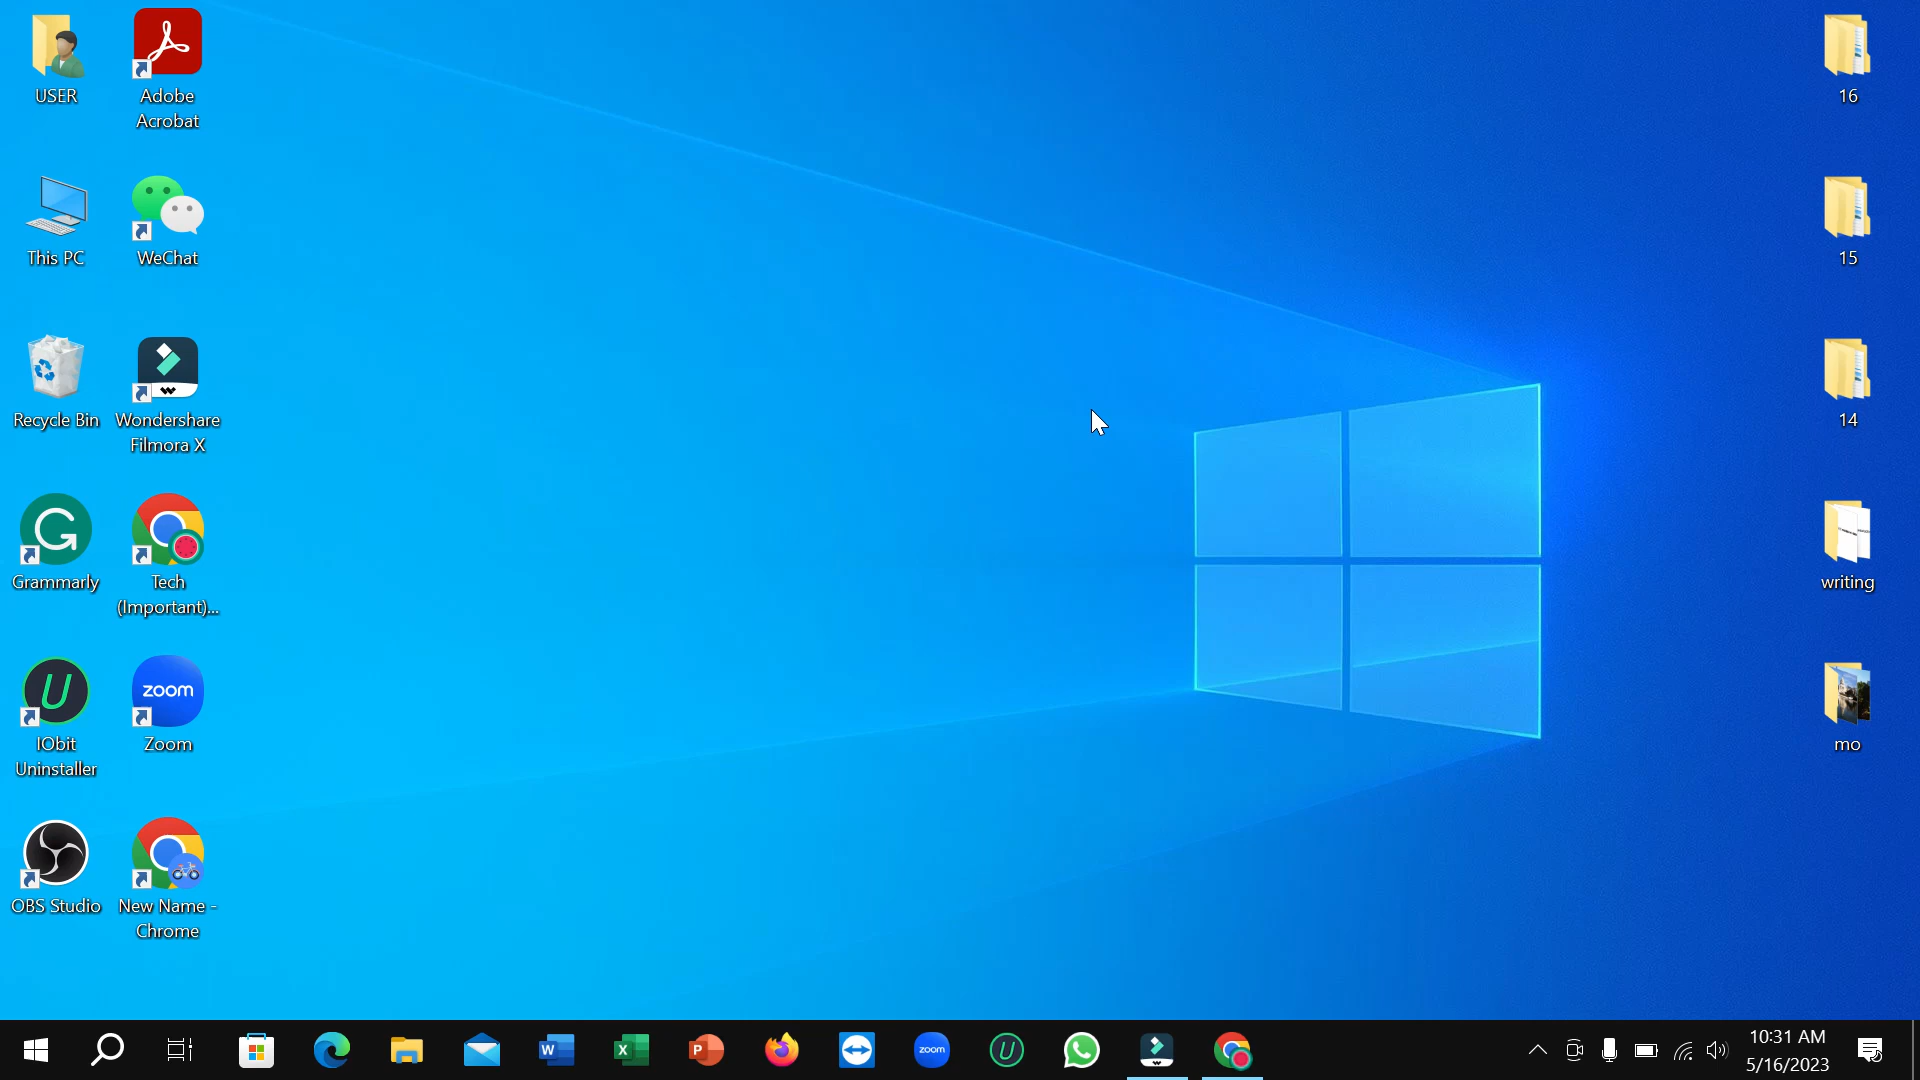 USER
Adobe
Acrobat
This PC
WeChat
Recycle Bin
Wondershare
Filmora X
Grammarly
Tech
(Important)...
IObit
Uninstaller
zoom
Zoom
OBS Studio
New Name -
Chrome
16
15
14
writing
mo
zoom
10:31 AM
5/16/2023